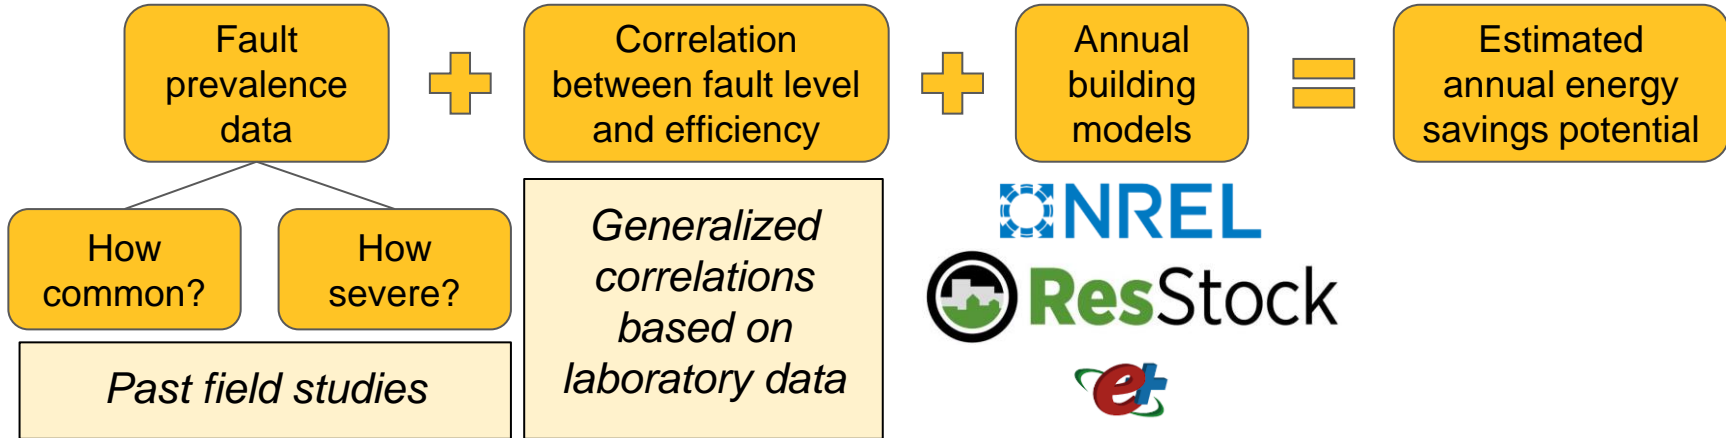 Fault
prevalence
data
Correlation
between fault level
and efficiency
Annual
building
models
Estimated
annual energy
savings potential
How
common?
How
severe?
Past field studies
Generalized
correlations
based on
laboratory data
NREL
ResStock
e+